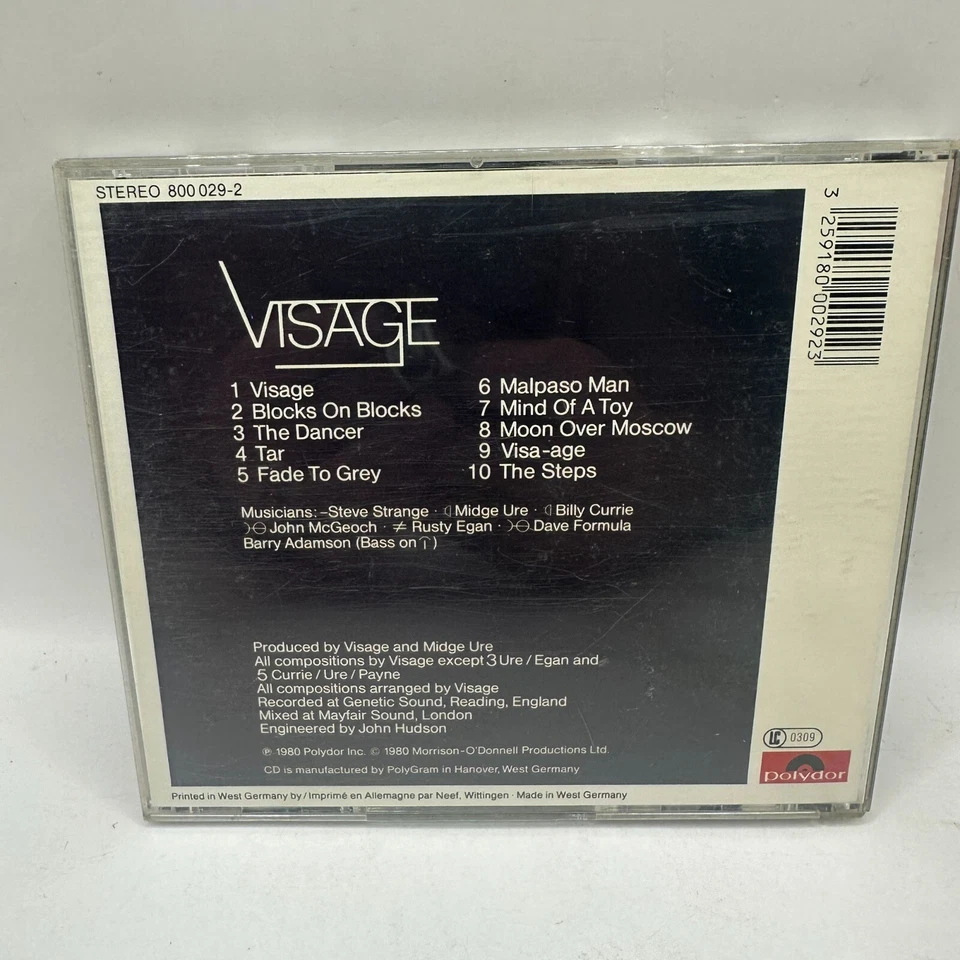 STEREO 800 029-2
VISAGE
1 Visage
2 Blocks On Blocks
3 The Dancer
4 Tar
5 Fade To Grey
6 Malpaso Man
7 Mind Of A Toy
8 Moon Over Moscow
9 Visa-age
10 The Steps
Musicians: –Steve Strange · Midge Ure · Billy Currie
John McGeoch · ≠ Rusty Egan · Dave Formula
Barry Adamson (Bass on )
Produced by Visage and Midge Ure
All compositions by Visage except 3 Ure / Egan and
5 Currie / Ure / Payne
All compositions arranged by Visage
Recorded at Genetic Sound, Reading, England
Mixed at Mayfair Sound, London
Engineered by John Hudson
℗ 1980 Polydor Inc. © 1980 Morrison-O'Donnell Productions Ltd.
CD is manufactured by PolyGram in Hanover, West Germany
Printed in West Germany by / Imprimé en Allemagne par Neef, Wittingen · Made in West Germany
3 259180 002923
LC 0309
polydor